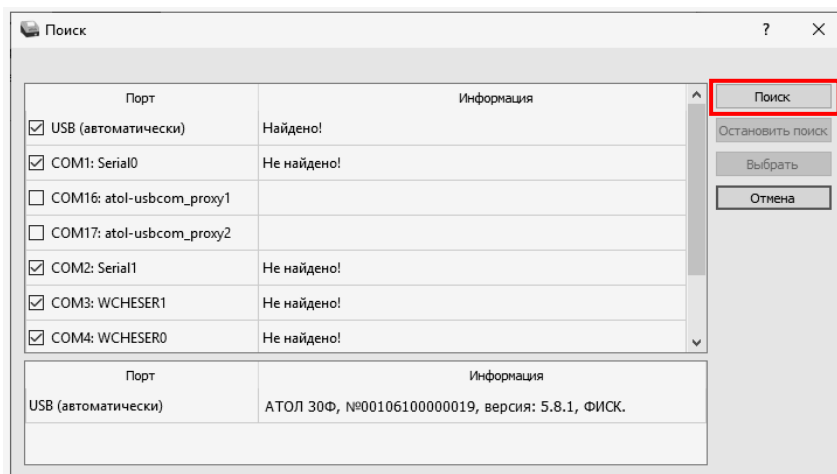 Поиск
?
Порт Информация
Поиск
USB (автоматически) Найдено!
Остановить поиск
COM1: Serial0 Не найдено!
Выбрать
COM16: atol-usbcom_proxy1
Отмена
COM17: atol-usbcom_proxy2
COM2: Serial1 Не найдено!
COM3: WCHESER1 Не найдено!
COM4: WCHESER0 Не найдено!
Порт Информация
USB (автоматически) АТОЛ 30Ф, №00106100000019, версия: 5.8.1, ФИСК.